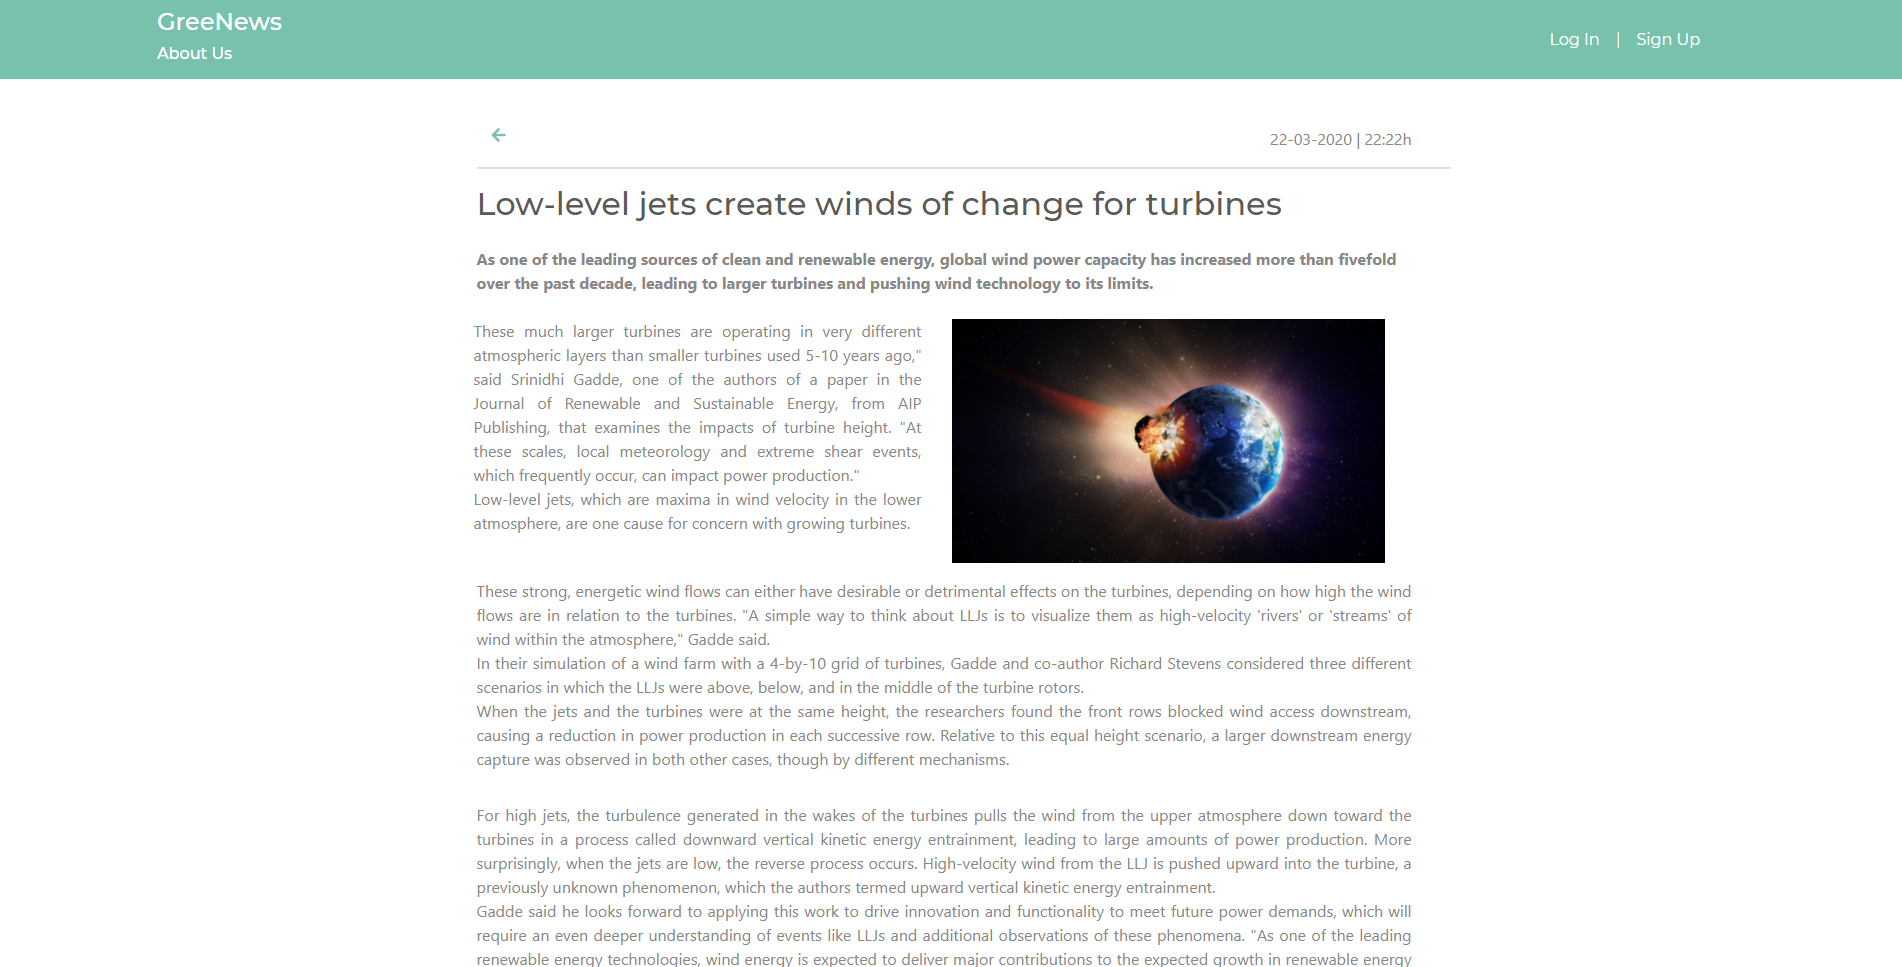 GreeNews
About Us
Log In | Sign Up
22-03-2020 | 22:22h
Low-level jets create winds of change for turbines
As one of the leading sources of clean and renewable energy, global wind power capacity has increased more than fivefold
over the past decade, leading to larger turbines and pushing wind technology to its limits.
These much larger turbines are operating in very different
atmospheric layers than smaller turbines used 5-10 years ago,"
said Srinidhi Gadde, one of the authors of a paper in the
Journal of Renewable and Sustainable Energy, from AIP
Publishing, that examines the impacts of turbine height. "At
these scales, local meteorology and extreme shear events,
which frequently occur, can impact power production."
Low-level jets, which are maxima in wind velocity in the lower
atmosphere, are one cause for concern with growing turbines.
These strong, energetic wind flows can either have desirable or detrimental effects on the turbines, depending on how high the wind
flows are in relation to the turbines. "A simple way to think about LLJs is to visualize them as high-velocity 'rivers' or 'streams' of
wind within the atmosphere," Gadde said.
In their simulation of a wind farm with a 4-by-10 grid of turbines, Gadde and co-author Richard Stevens considered three different
scenarios in which the LLJs were above, below, and in the middle of the turbine rotors.
When the jets and the turbines were at the same height, the researchers found the front rows blocked wind access downstream,
causing a reduction in power production in each successive row. Relative to this equal height scenario, a larger downstream energy
capture was observed in both other cases, though by different mechanisms.
For high jets, the turbulence generated in the wakes of the turbines pulls the wind from the upper atmosphere down toward the
turbines in a process called downward vertical kinetic energy entrainment, leading to large amounts of power production. More
surprisingly, when the jets are low, the reverse process occurs. High-velocity wind from the LLJ is pushed upward into the turbine, a
previously unknown phenomenon, which the authors termed upward vertical kinetic energy entrainment.
Gadde said he looks forward to applying this work to drive innovation and functionality to meet future power demands, which will
require an even deeper understanding of events like LLJs and additional observations of these phenomena. "As one of the leading
renewable energy technologies, wind energy is expected to deliver major contributions to the expected growth in renewable energy